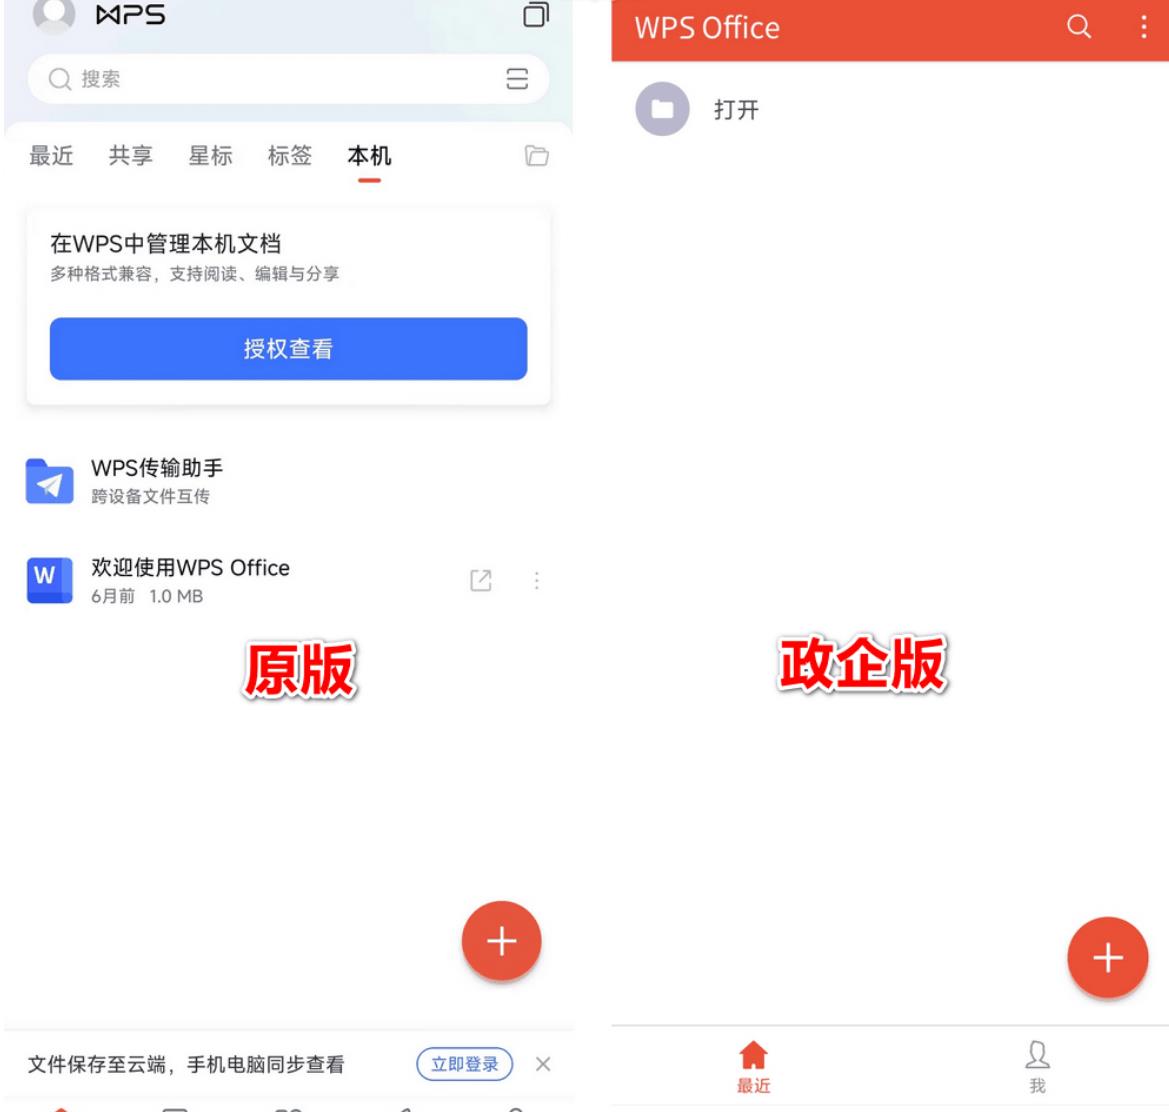 WPS
搜索
最近 共享 星标 标签 本机
在WPS中管理本机文档
多种格式兼容，支持阅读、编辑与分享
授权查看
WPS传输助手
跨设备文件互传
W
欢迎使用WPS Office
6月前 1.0 MB
原版
文件保存至云端，手机电脑同步查看 立即登录
WPS Office
打开
政企版
最近 我